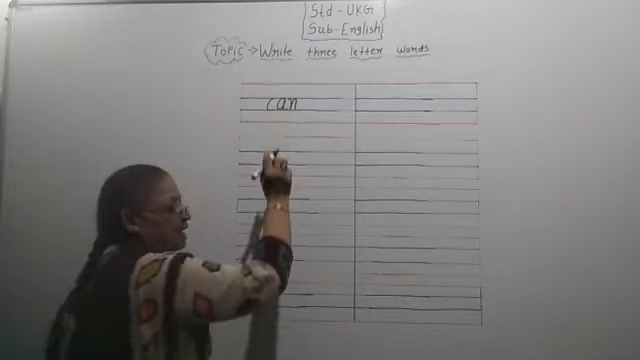 Std - UKG
Sub-English
TOPIC → Write three letter words.
can